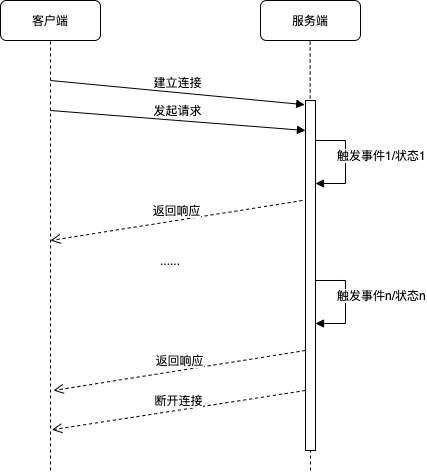 客户端
服务端
建立连接
发起请求
触发事件1/状态1
返回响应
......
触发事件n/状态n
返回响应
断开连接